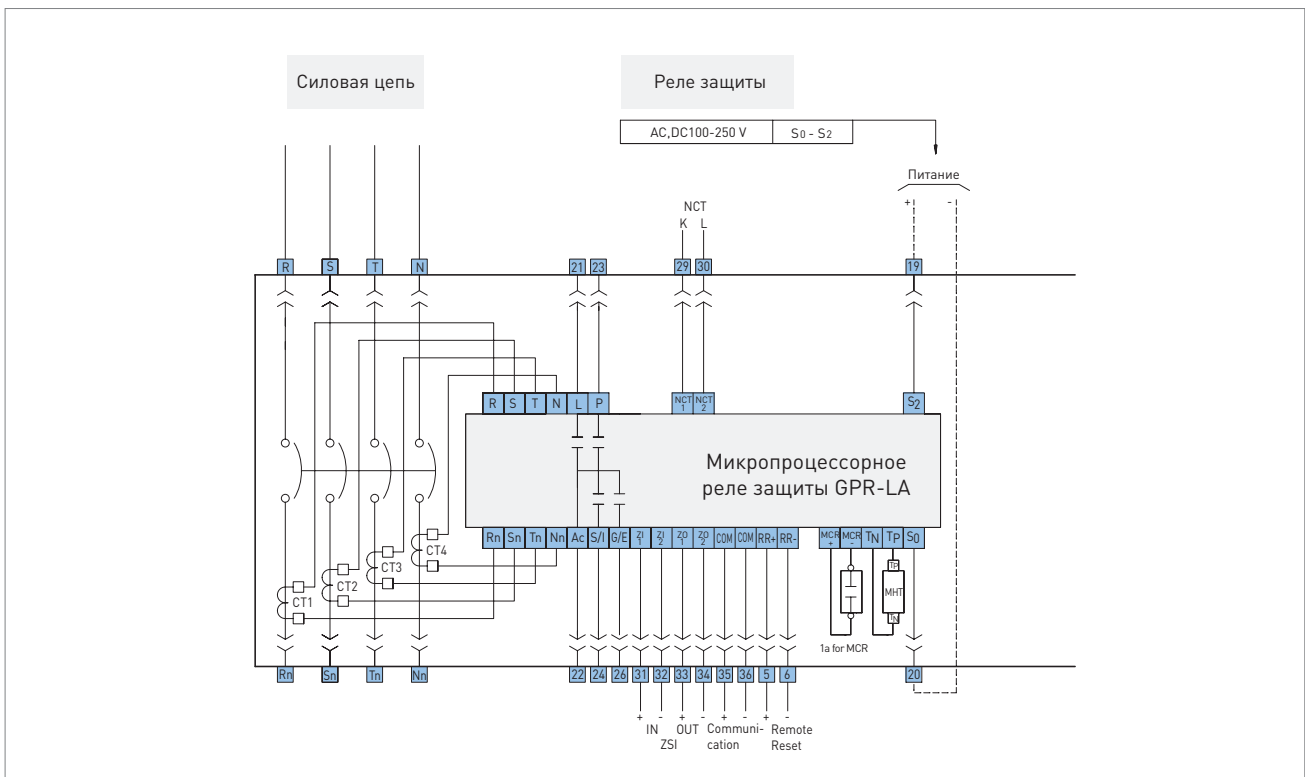 Силовая цепь
Реле защиты
AC,DC100-250 V
S0 - S2
Питание
+ -
NCT
K L
R S T N 21 23 29 30 19
R S T N L P NCT 1 NCT 2 S2
Микропроцессорное
реле защиты GPR-LA
Rn Sn Tn Nn Ac S/I G/E ZI 1 ZI 2 ZO 1 ZO 2 COM COM RR+ RR- MCR + MCR - TN TP S0
CT1
CT2
CT3
CT4
TP
MHT
TN
1a for MCR
Rn Sn Tn Nn 22 24 26 31 32 33 34 35 36 5 6 20
+ - + - + - + -
IN OUT Communi- Remote
ZSI cation Reset